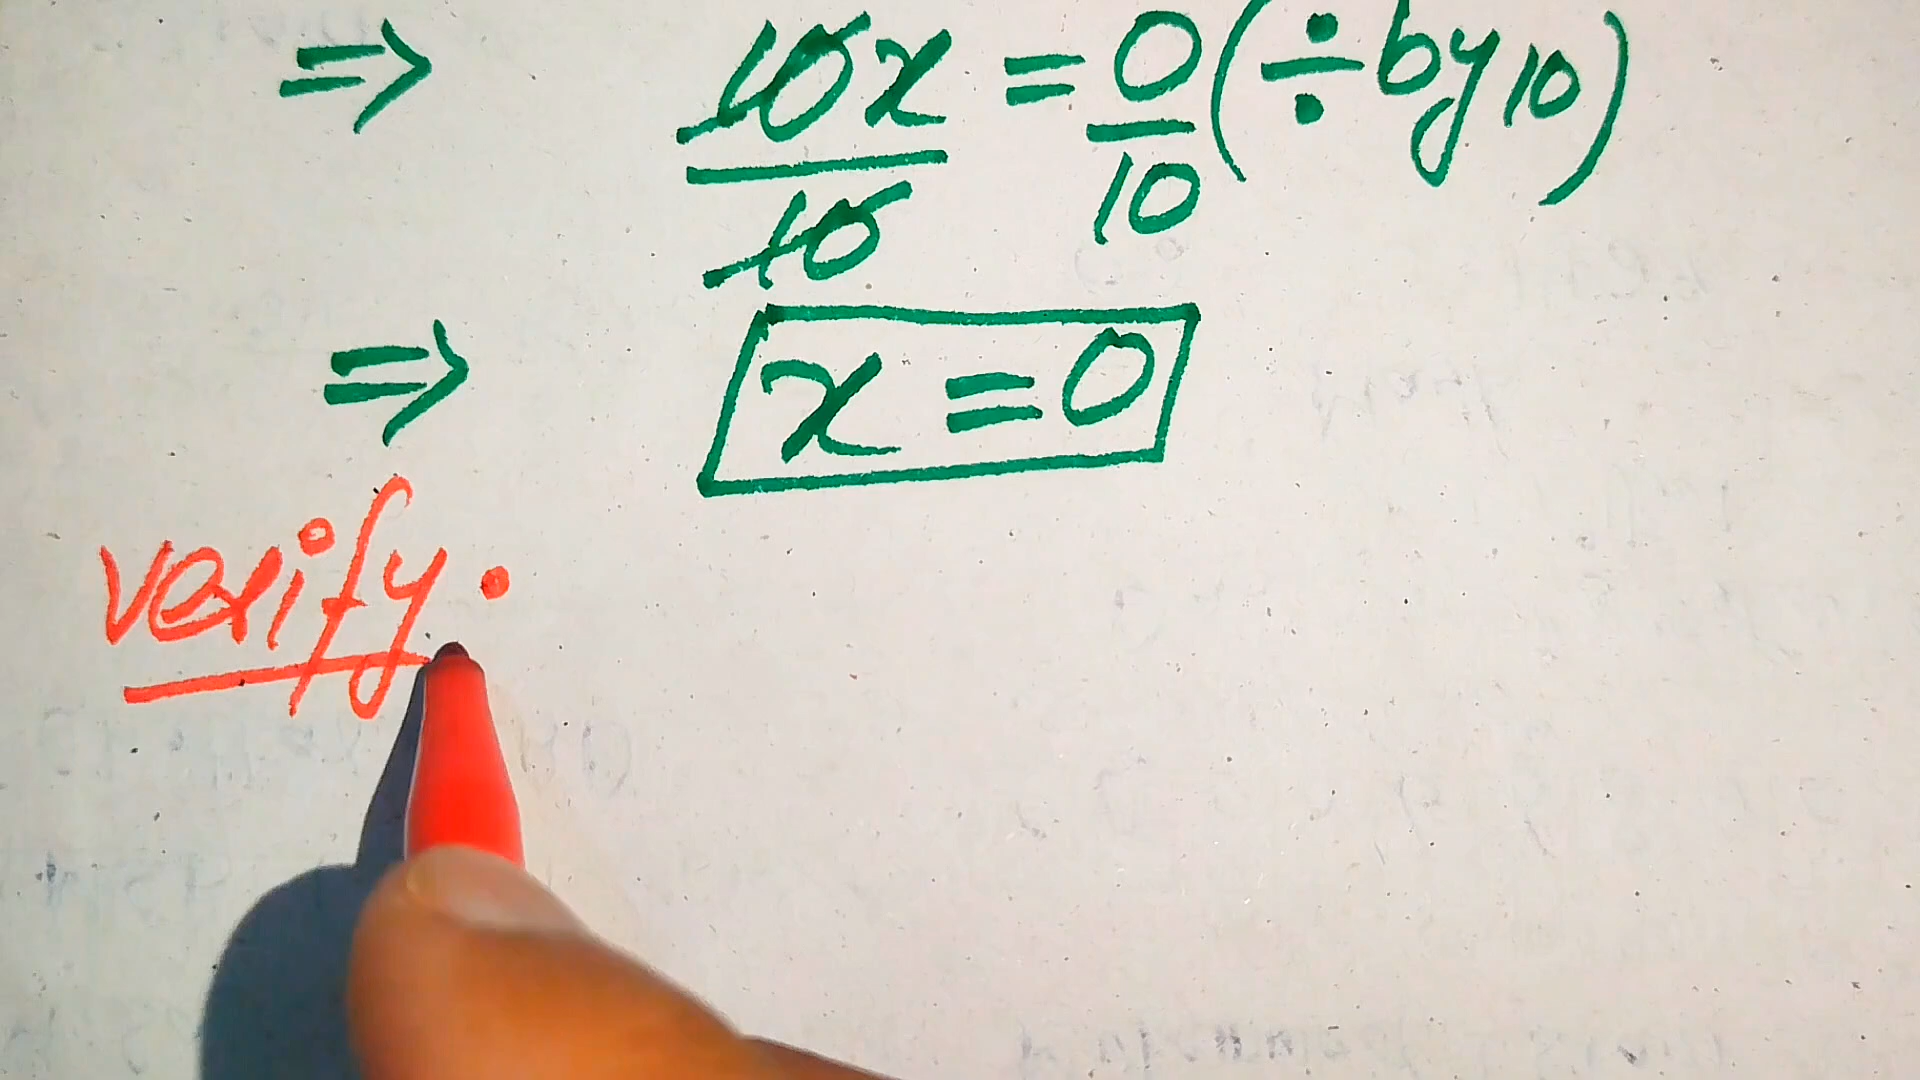 ⇒ 10x/10 = 0/10 (÷ by 10)
⇒ x = 0
verify: